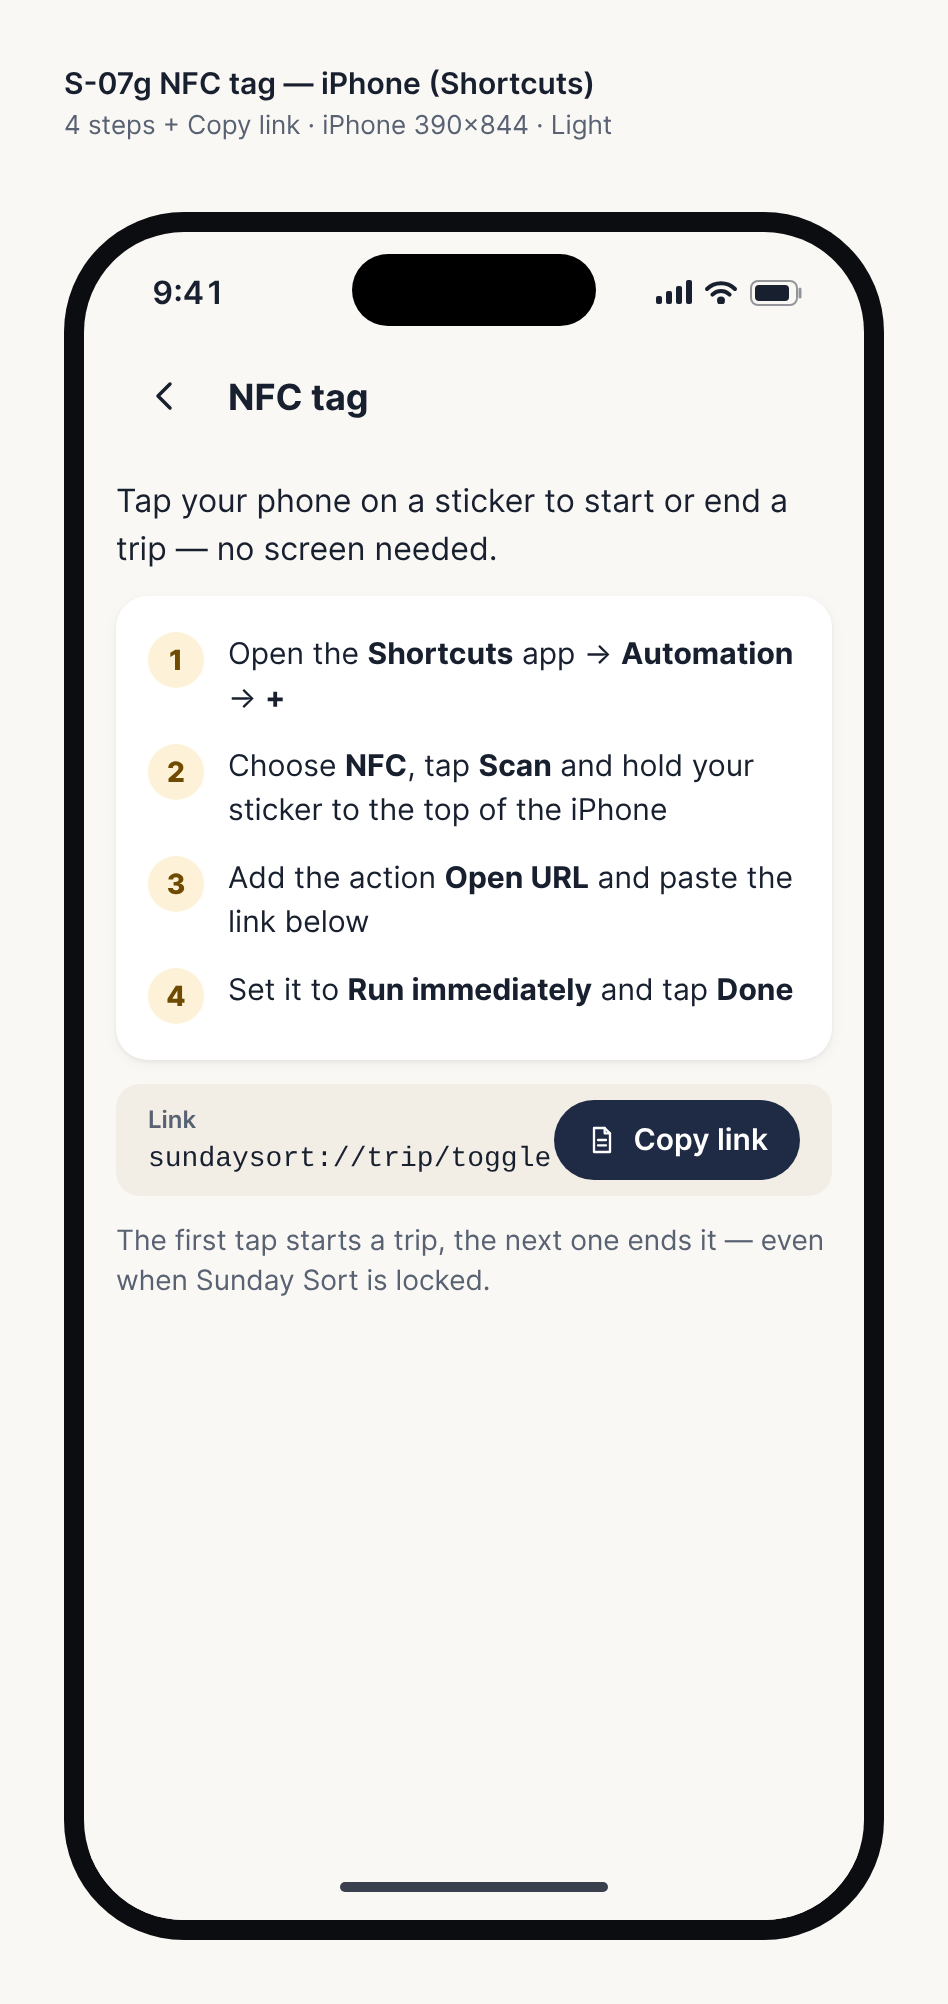 S-07g NFC tag — iPhone (Shortcuts)
4 steps + Copy link · iPhone 390×844 · Light
9:41
NFC tag
Tap your phone on a sticker to start or end a
trip — no screen needed.
1 Open the Shortcuts app → Automation
→ +
2 Choose NFC, tap Scan and hold your
sticker to the top of the iPhone
3 Add the action Open URL and paste the
link below
4 Set it to Run immediately and tap Done
Link
sundaysort://trip/toggle
Copy link
The first tap starts a trip, the next one ends it — even
when Sunday Sort is locked.